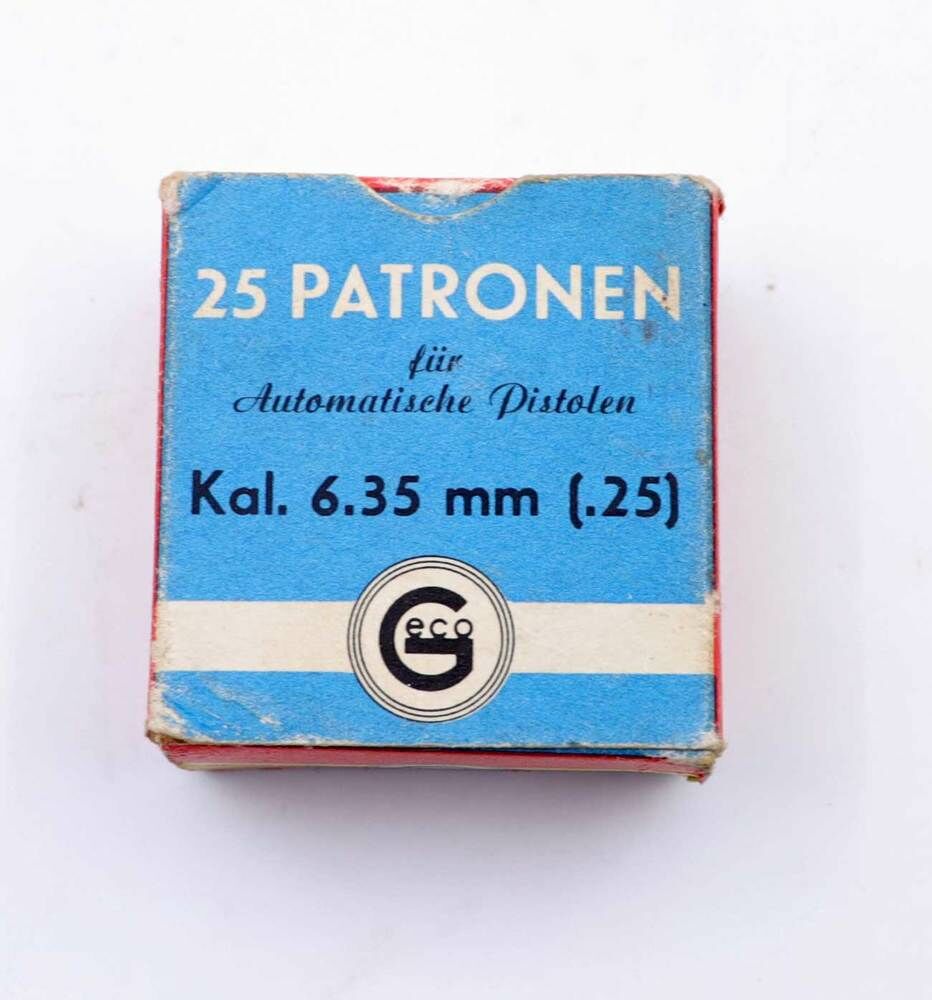 25 PATRONEN
für
Automatische Pistolen
Kal. 6.35 mm (.25)
Geco